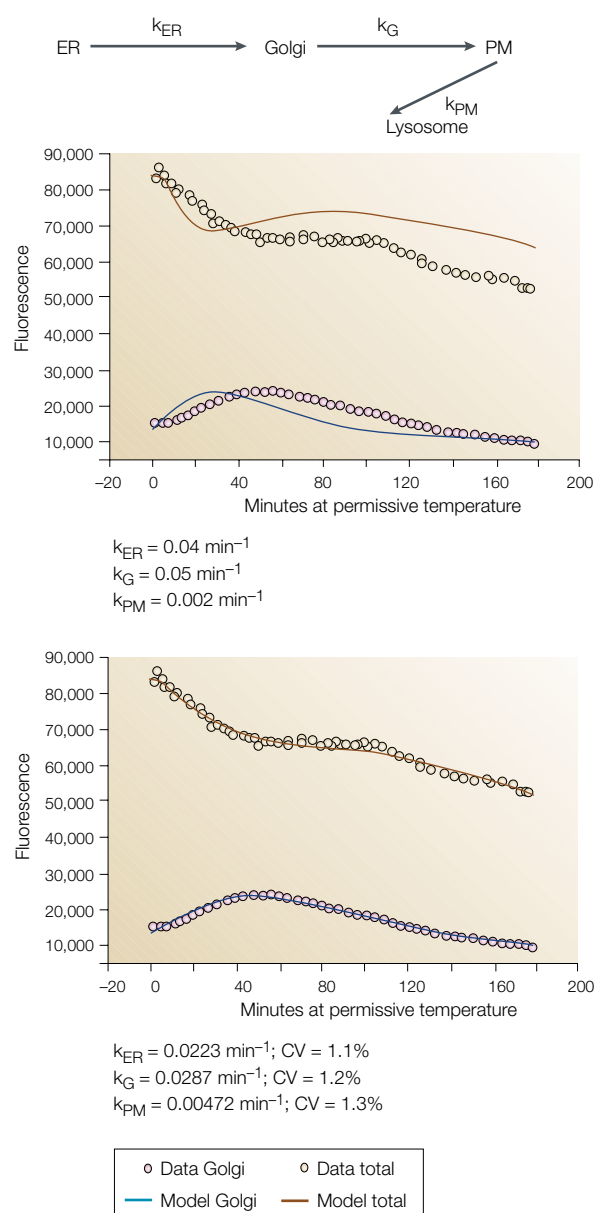 k_ER k_G
ER Golgi PM
k_PM
Lysosome
90,000
80,000
70,000
60,000
50,000
40,000
30,000
20,000
10,000
Fluorescence
–20 0 40 80 120 160 200
Minutes at permissive temperature
k_ER = 0.04 min⁻¹
k_G = 0.05 min⁻¹
k_PM = 0.002 min⁻¹
90,000
80,000
70,000
60,000
50,000
40,000
30,000
20,000
10,000
Fluorescence
–20 0 40 80 120 160 200
Minutes at permissive temperature
k_ER = 0.0223 min⁻¹; CV = 1.1%
k_G = 0.0287 min⁻¹; CV = 1.2%
k_PM = 0.00472 min⁻¹; CV = 1.3%
Data Golgi Data total
Model Golgi Model total